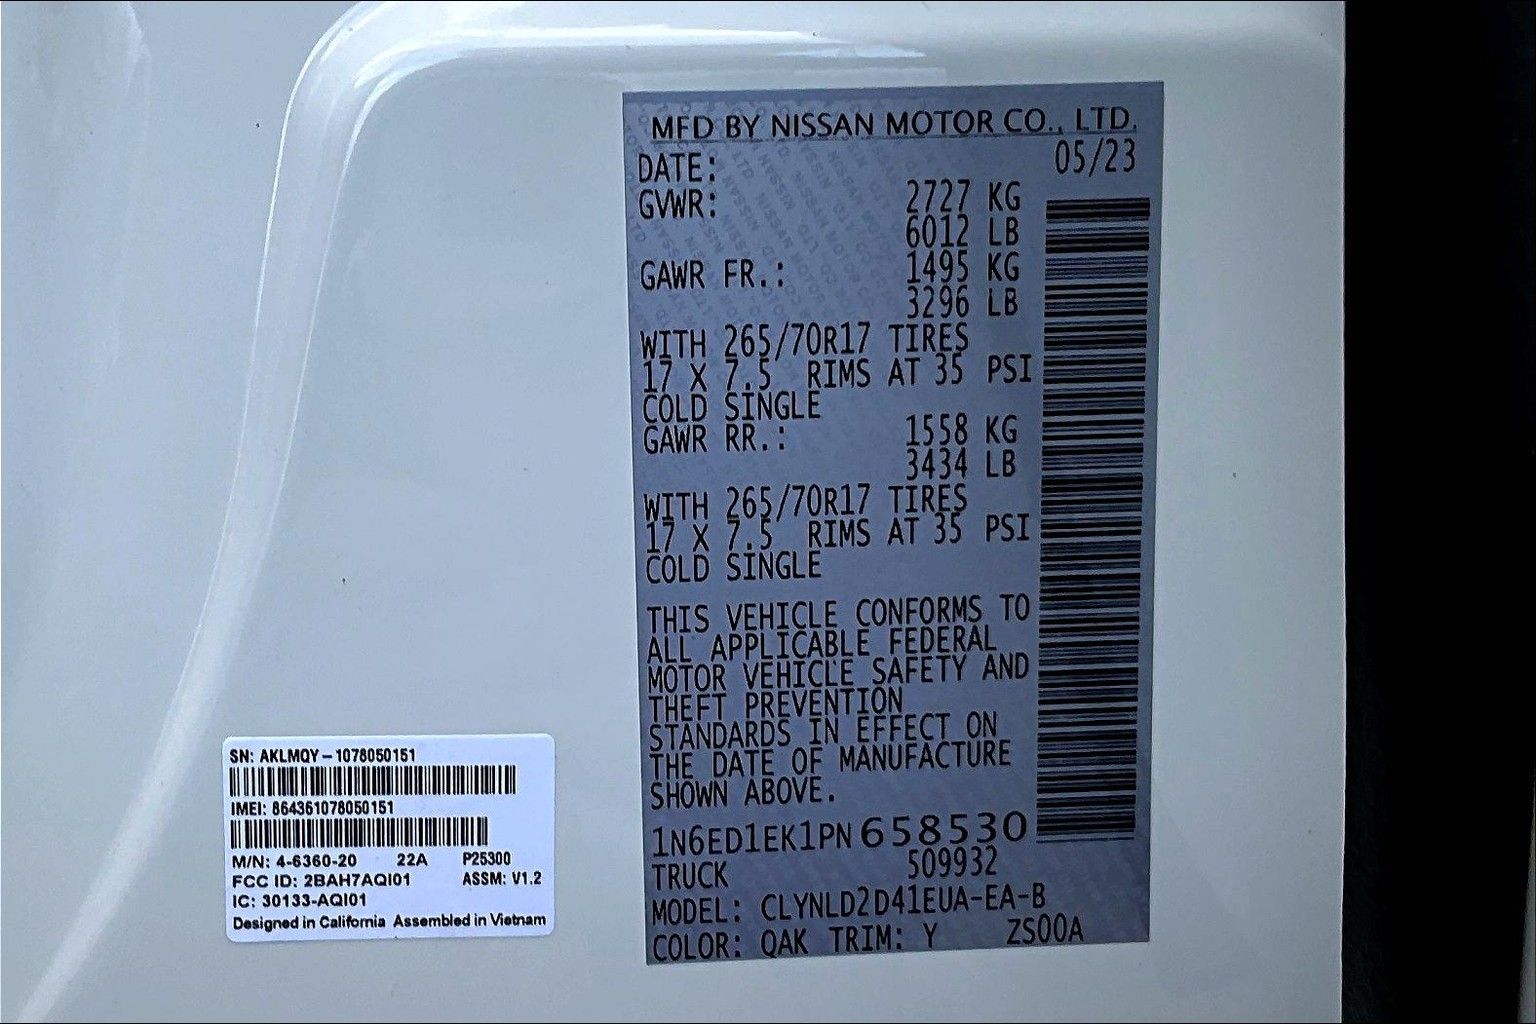 MFD BY NISSAN MOTOR CO., LTD.
DATE: 05/23
GVWR: 2727 KG
6012 LB
GAWR FR.: 1495 KG
3296 LB
WITH 265/70R17 TIRES
17 X 7.5 RIMS AT 35 PSI
COLD SINGLE
GAWR RR.: 1558 KG
3434 LB
WITH 265/70R17 TIRES
17 X 7.5 RIMS AT 35 PSI
COLD SINGLE
THIS VEHICLE CONFORMS TO
ALL APPLICABLE FEDERAL
MOTOR VEHICLE SAFETY AND
THEFT PREVENTION
STANDARDS IN EFFECT ON
THE DATE OF MANUFACTURE
SHOWN ABOVE.
1N6ED1EK1PN658530
TRUCK 509932
MODEL: CLYNLD2D41EUA-EA-B
COLOR: QAK TRIM: Y ZS00A
SN: AKLMQY-1078050151
IMEI: 864361078050151
M/N: 4-6360-20 22A P25300
FCC ID: 2BAH7AQI01 ASSM: V1.2
IC: 30133-AQI01
Designed in California Assembled in Vietnam